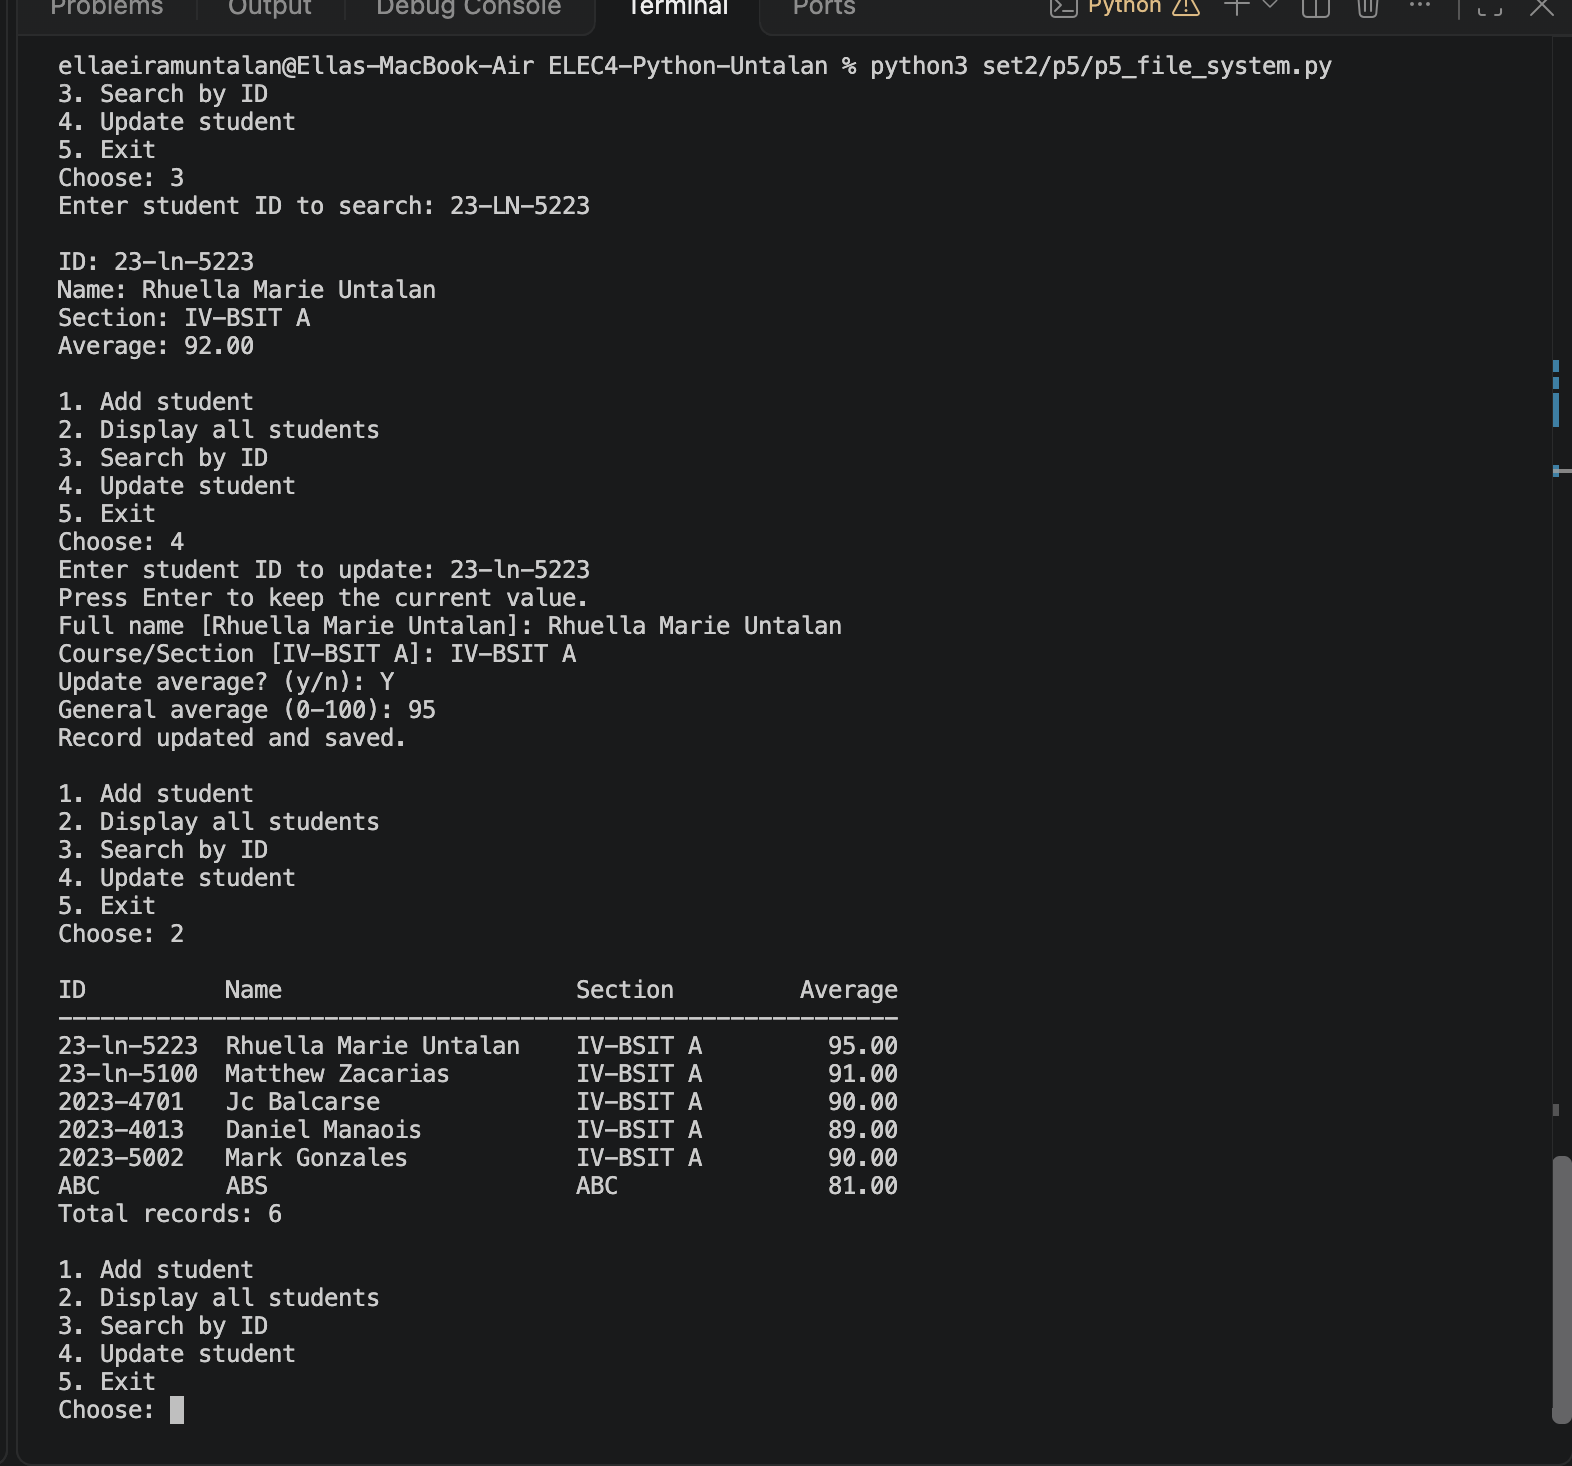 Problems Output Debug Console Terminal Ports Python
ellaeiramuntalan@Ellas-MacBook-Air ELEC4-Python-Untalan % python3 set2/p5/p5_file_system.py
3. Search by ID
4. Update student
5. Exit
Choose: 3
Enter student ID to search: 23-LN-5223
ID: 23-ln-5223
Name: Rhuella Marie Untalan
Section: IV-BSIT A
Average: 92.00
1. Add student
2. Display all students
3. Search by ID
4. Update student
5. Exit
Choose: 4
Enter student ID to update: 23-ln-5223
Press Enter to keep the current value.
Full name [Rhuella Marie Untalan]: Rhuella Marie Untalan
Course/Section [IV-BSIT A]: IV-BSIT A
Update average? (y/n): Y
General average (0-100): 95
Record updated and saved.
1. Add student
2. Display all students
3. Search by ID
4. Update student
5. Exit
Choose: 2
ID Name Section Average
------------------------------------------------------------
23-ln-5223 Rhuella Marie Untalan IV-BSIT A 95.00
23-ln-5100 Matthew Zacarias IV-BSIT A 91.00
2023-4701 Jc Balcarse IV-BSIT A 90.00
2023-4013 Daniel Manaois IV-BSIT A 89.00
2023-5002 Mark Gonzales IV-BSIT A 90.00
ABC ABS ABC 81.00
Total records: 6
1. Add student
2. Display all students
3. Search by ID
4. Update student
5. Exit
Choose: